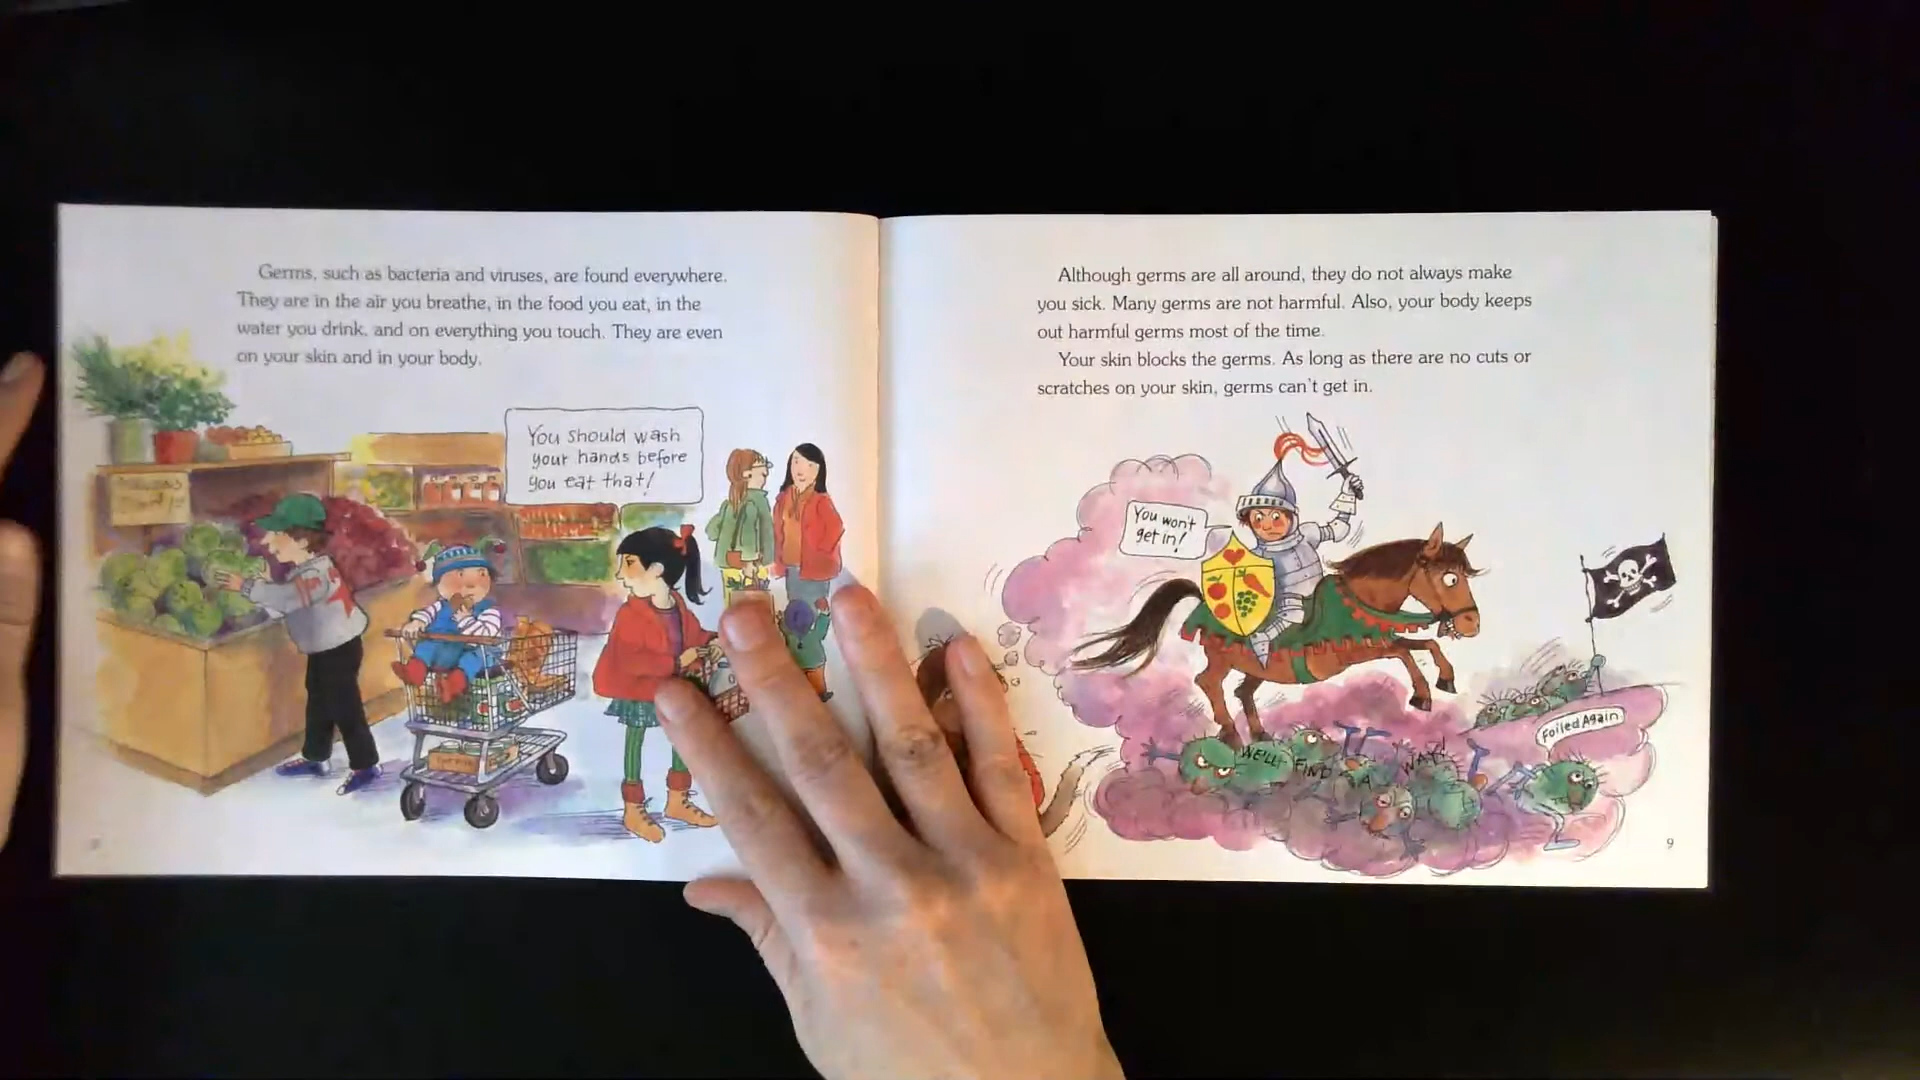 Germs, such as bacteria and viruses, are found everywhere.
They are in the air you breathe, in the food you eat, in the
water you drink, and on everything you touch. They are even
on your skin and in your body.
You should wash
your hands before
you eat that!
Although germs are all around, they do not always make
you sick. Many germs are not harmful. Also, your body keeps
out harmful germs most of the time.
Your skin blocks the germs. As long as there are no cuts or
scratches on your skin, germs can't get in.
You won't
get in!
Foiled Again
WE'LL FIND A WAY
9